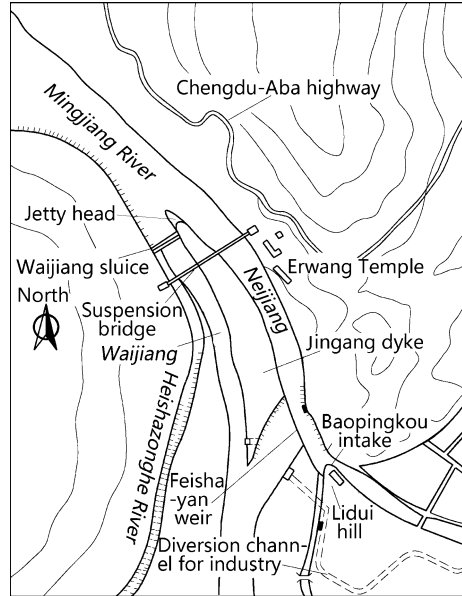 Chengdu-Aba highway
Mingjiang River
Jetty head
Waijiang sluice
Erwang Temple
North
Neijiang
Suspension
bridge
Waijiang
Jingang dyke
Heishazonghe River
Baopingkou
intake
Feisha
-yan
weir
Lidui
hill
Diversion chann-
el for industry